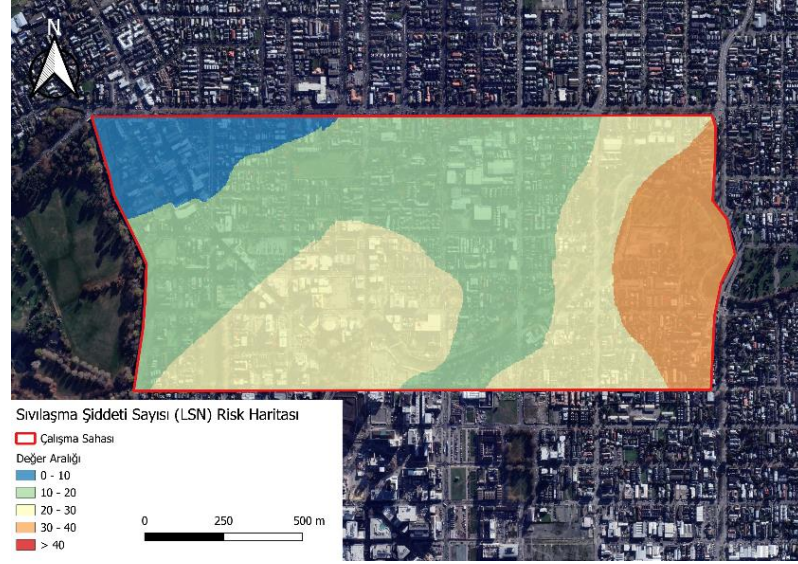 N
Sıvılaşma Şiddeti Sayısı (LSN) Risk Haritası
Çalışma Sahası
Değer Aralığı
0 - 10
10 - 20
20 - 30
30 - 40
> 40
0 250 500 m